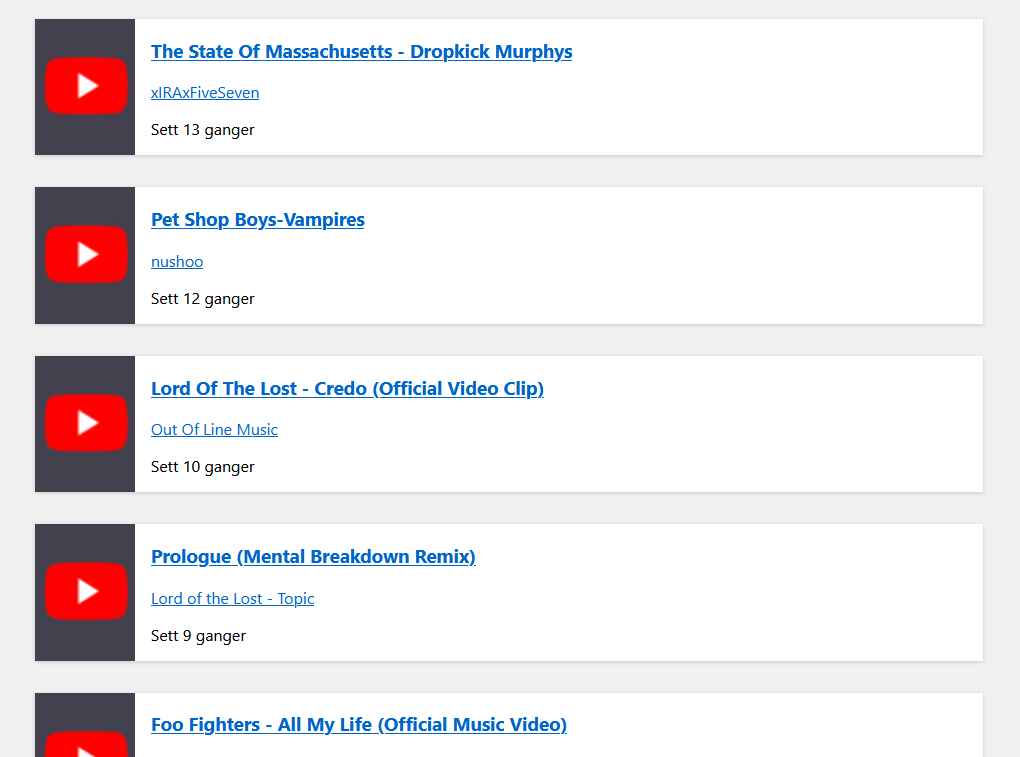 The State Of Massachusetts - Dropkick Murphys
xIRAxFiveSeven
Sett 13 ganger
Pet Shop Boys-Vampires
nushoo
Sett 12 ganger
Lord Of The Lost - Credo (Official Video Clip)
Out Of Line Music
Sett 10 ganger
Prologue (Mental Breakdown Remix)
Lord of the Lost - Topic
Sett 9 ganger
Foo Fighters - All My Life (Official Music Video)